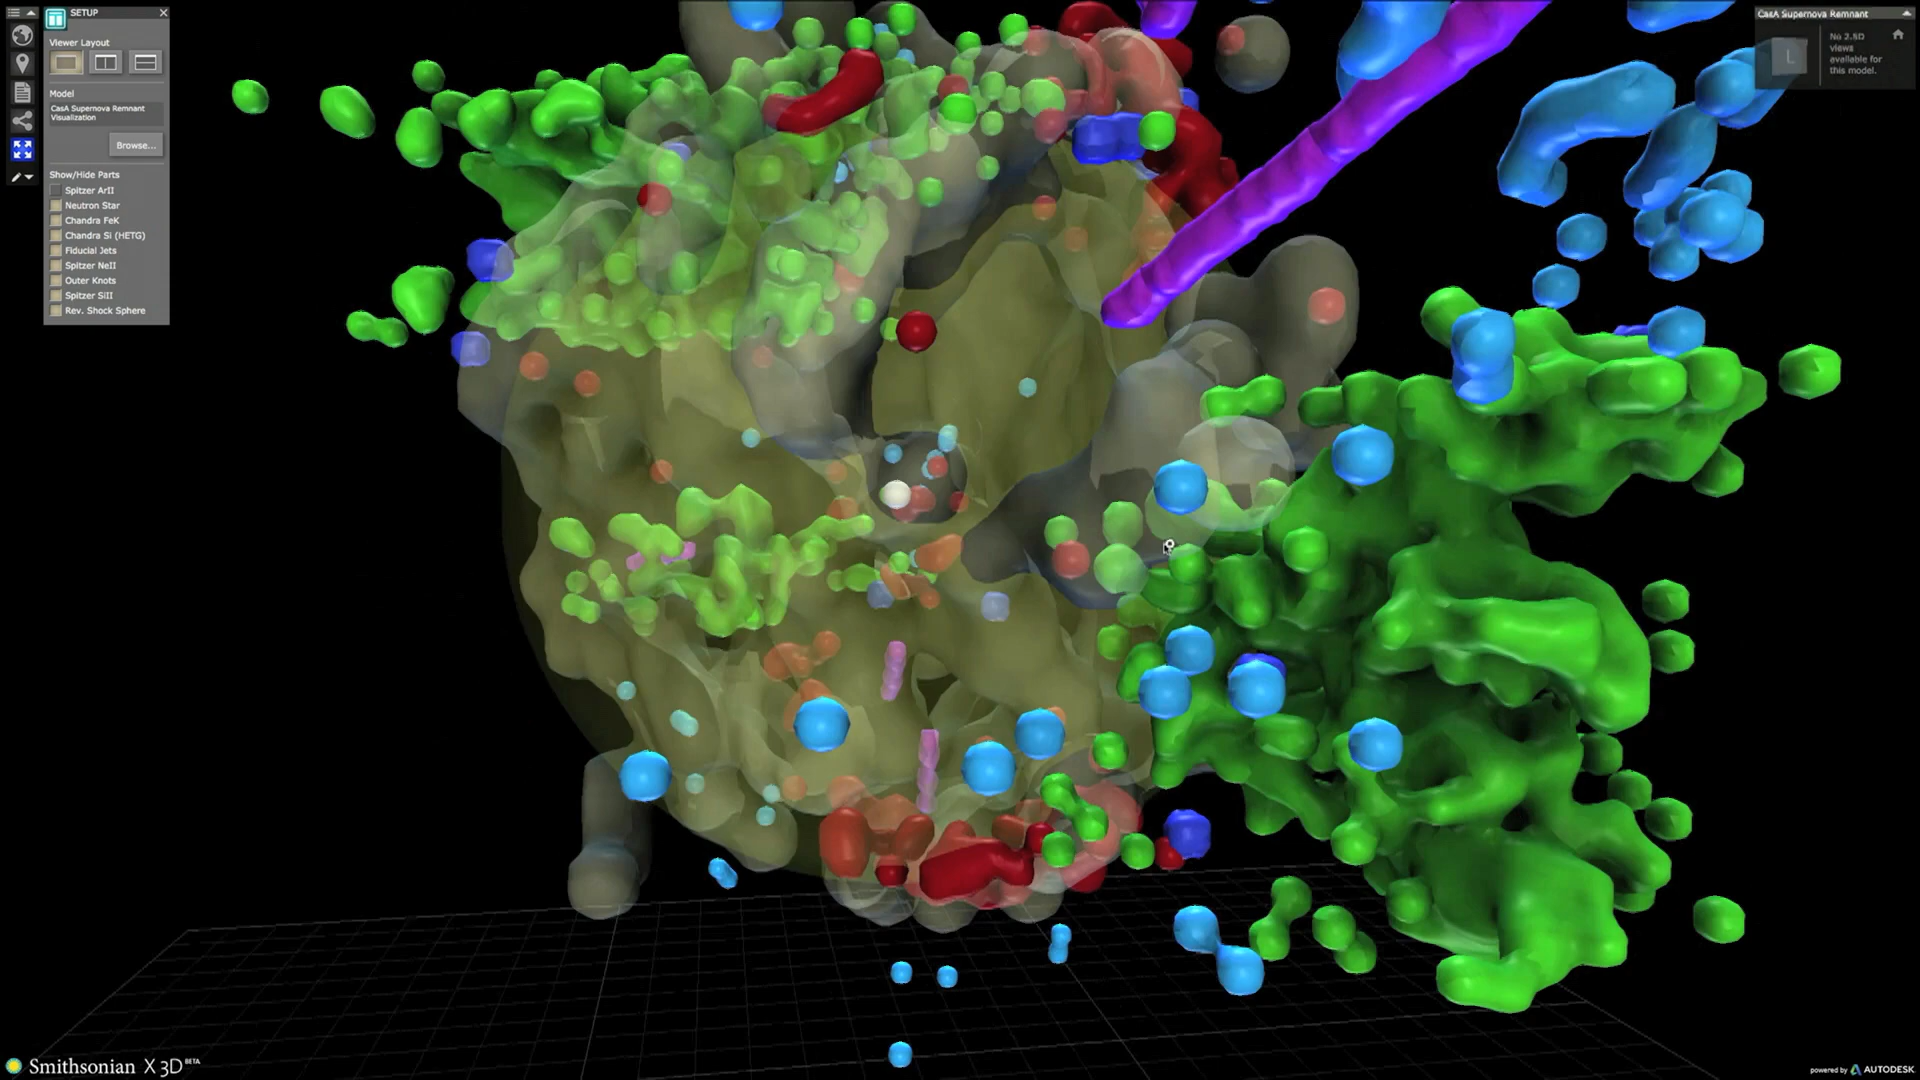 SETUP
Viewer Layout
Model
CasA Supernova Remnant
Visualization
Browse...
Show/Hide Parts
Spitzer ArII
Neutron Star
Chandra FeK
Chandra Si (HETG)
Fiducial Jets
Spitzer NeII
Outer Knots
Spitzer SiII
Rev. Shock Sphere
CasA Supernova Remnant
L
No 2.5D
views
available for
this model.
Smithsonian X 3D BETA
powered by AUTODESK